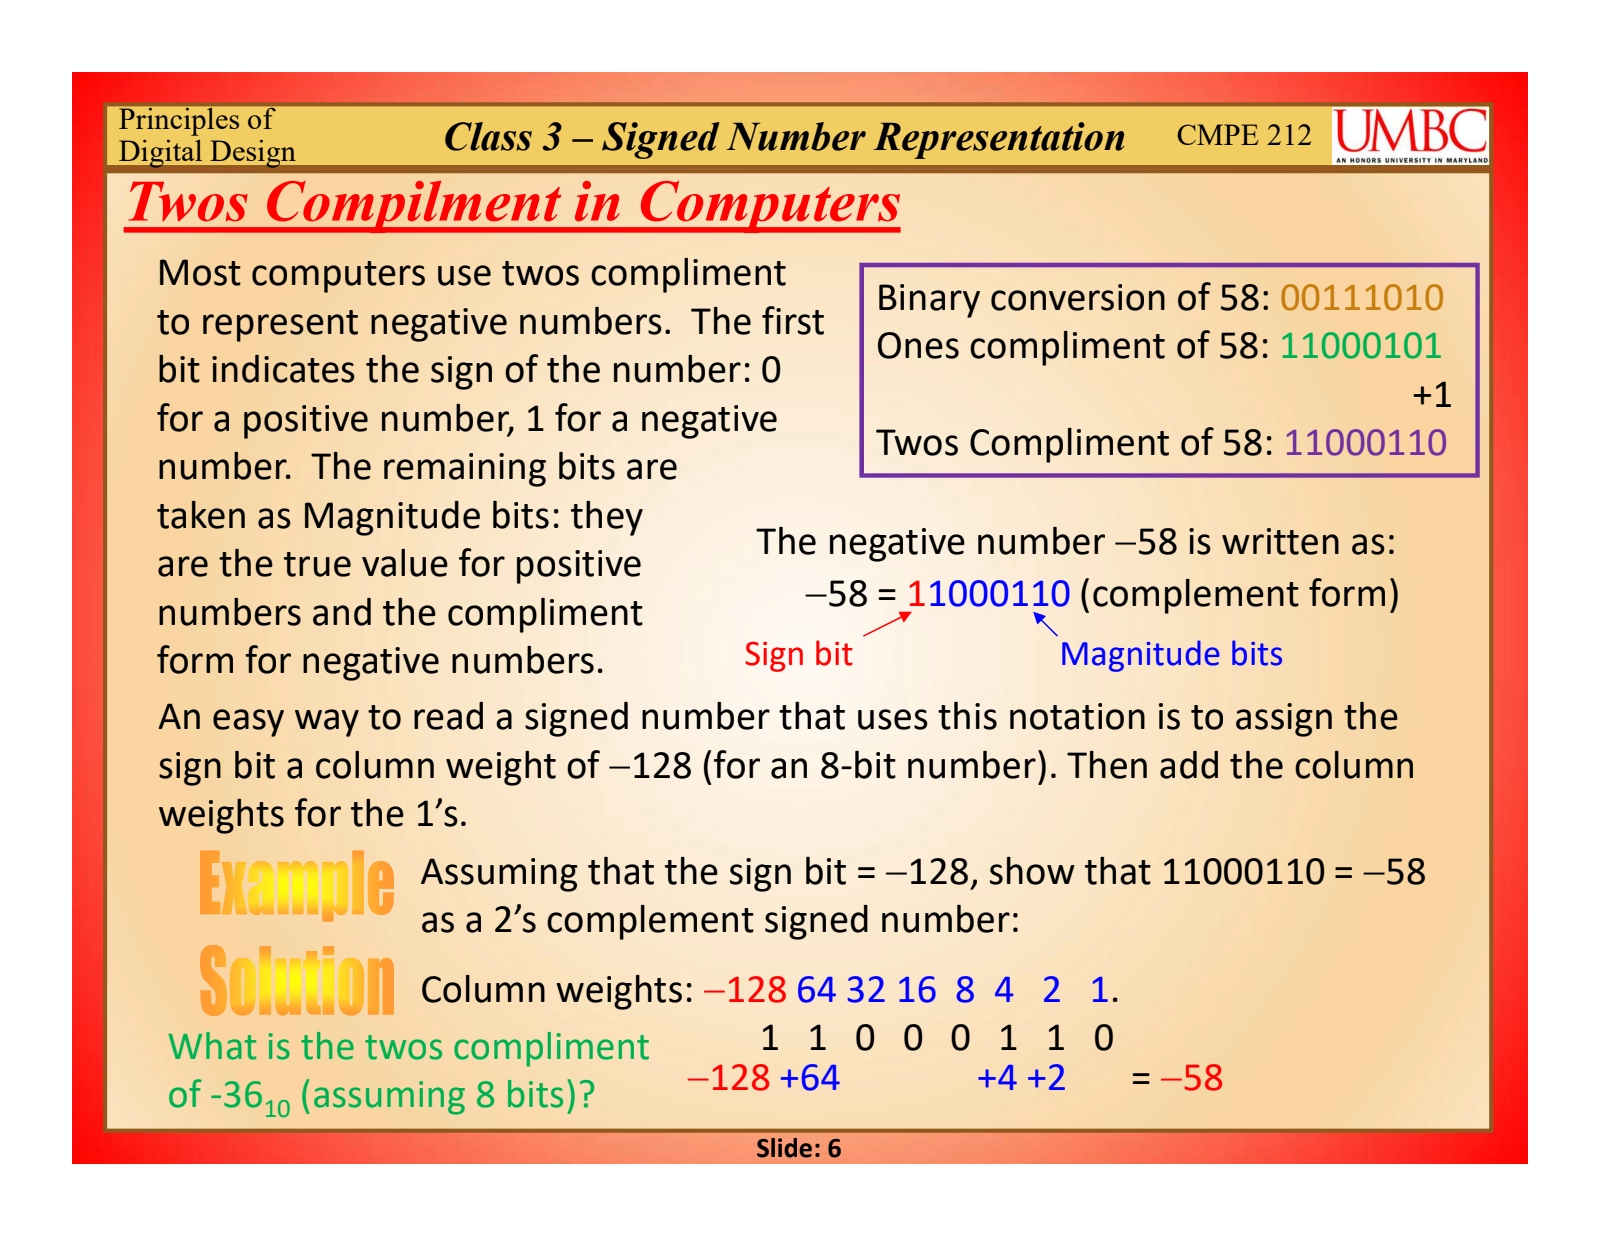 Principles of
Digital Design
Class 3 – Signed Number Representation
CMPE 212
UMBC
AN HONORS UNIVERSITY IN MARYLAND
Twos Compilment in Computers
Most computers use twos compliment
to represent negative numbers.  The first
bit indicates the sign of the number: 0
for a positive number, 1 for a negative
number.  The remaining bits are
taken as Magnitude bits: they
are the true value for positive
numbers and the compliment
form for negative numbers.
Binary conversion of 58: 00111010
Ones compliment of 58: 11000101
+1
Twos Compliment of 58: 11000110
The negative number −58 is written as:
−58 = 11000110 (complement form)
Sign bit
Magnitude bits
An easy way to read a signed number that uses this notation is to assign the
sign bit a column weight of −128 (for an 8-bit number). Then add the column
weights for the 1’s.
Example
Assuming that the sign bit = −128, show that 11000110 = −58
as a 2’s complement signed number:
Solution
Column weights: −128 64 32 16 8 4 2 1.
1 1 0 0 0 1 1 0
−128 +64 +4 +2 = −58
What is the twos compliment
of -36₁₀ (assuming 8 bits)?
Slide: 6